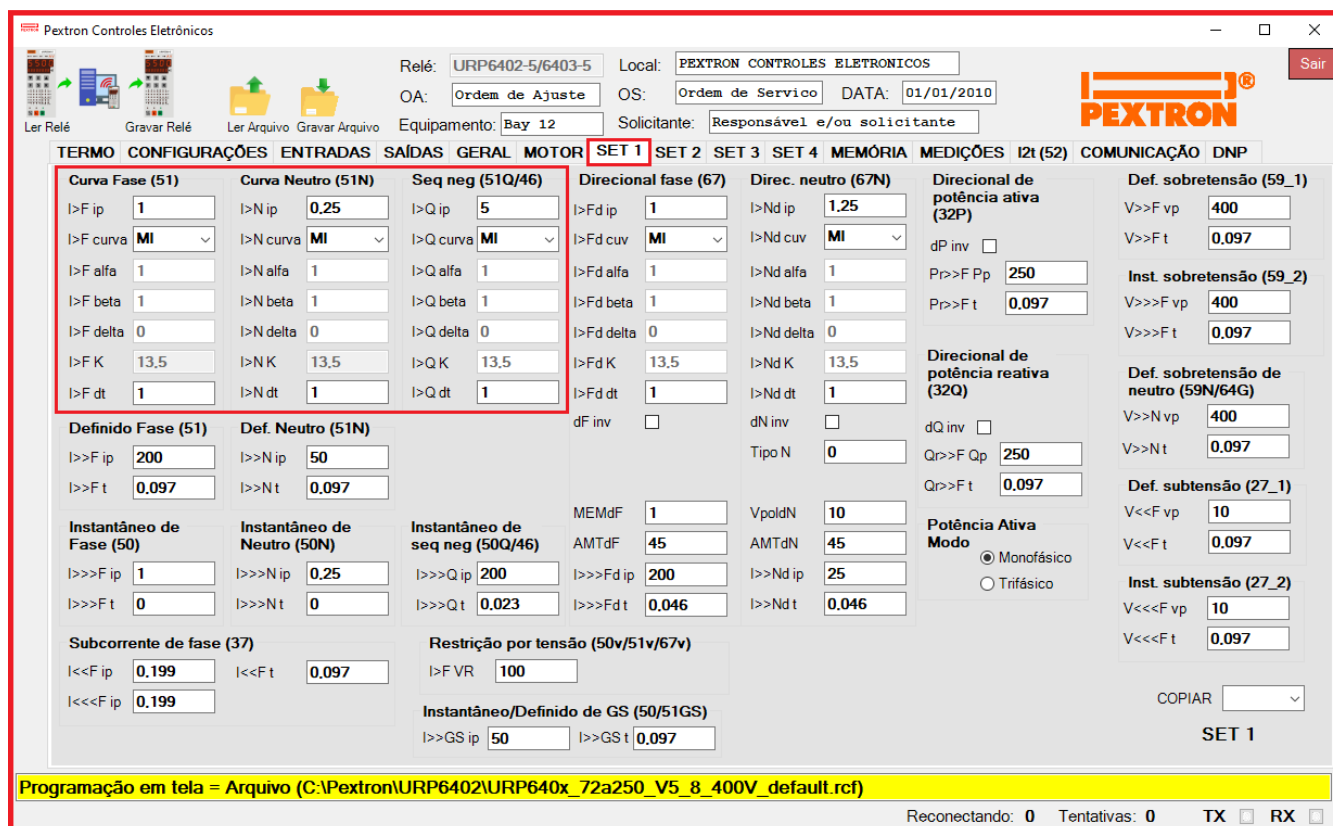 Pextron Controles Eletrônicos
Ler Relé
Gravar Relé
Ler Arquivo
Gravar Arquivo
Relé: URP6402-5/6403-5
Local: PEXTRON CONTROLES ELETRONICOS
OA: Ordem de Ajuste
OS: Ordem de Servico
DATA: 01/01/2010
Equipamento: Bay 12
Solicitante: Responsável e/ou solicitante
PEXTRON®
Sair
TERMO CONFIGURAÇÕES ENTRADAS SAÍDAS GERAL MOTOR SET 1 SET 2 SET 3 SET 4 MEMÓRIA MEDIÇÕES I2t (52) COMUNICAÇÃO DNP
Curva Fase (51)
I>F ip 1
I>F curva MI
I>F alfa 1
I>F beta 1
I>F delta 0
I>F K 13,5
I>F dt 1
Curva Neutro (51N)
I>N ip 0,25
I>N curva MI
I>N alfa 1
I>N beta 1
I>N delta 0
I>N K 13,5
I>N dt 1
Seq neg (51Q/46)
I>Q ip 5
I>Q curva MI
I>Q alfa 1
I>Q beta 1
I>Q delta 0
I>Q K 13,5
I>Q dt 1
Direcional fase (67)
I>Fd ip 1
I>Fd cuv MI
I>Fd alfa 1
I>Fd beta 1
I>Fd delta 0
I>Fd K 13,5
I>Fd dt 1
dF inv
MEMdF 1
AMTdF 45
I>>>Fd ip 200
I>>>Fd t 0,046
Direc. neutro (67N)
I>Nd ip 1,25
I>Nd cuv MI
I>Nd alfa 1
I>Nd beta 1
I>Nd delta 0
I>Nd K 13,5
I>Nd dt 1
dN inv
Tipo N 0
VpoldN 10
AMTdN 45
I>>Nd ip 25
I>>Nd t 0,046
Direcional de
potência ativa
(32P)
dP inv
Pr>>F Pp 250
Pr>>F t 0,097
Direcional de
potência reativa
(32Q)
dQ inv
Qr>>F Qp 250
Qr>>F t 0,097
Potência Ativa
Modo
Monofásico
Trifásico
Def. sobretensão (59_1)
V>>F vp 400
V>>F t 0,097
Inst. sobretensão (59_2)
V>>>F vp 400
V>>>F t 0,097
Def. sobretensão de
neutro (59N/64G)
V>>N vp 400
V>>N t 0,097
Def. subtensão (27_1)
V<<F vp 10
V<<F t 0,097
Inst. subtensão (27_2)
V<<<F vp 10
V<<<F t 0,097
Definido Fase (51)
I>>F ip 200
I>>F t 0,097
Def. Neutro (51N)
I>>N ip 50
I>>N t 0,097
Instantâneo de
Fase (50)
I>>>F ip 1
I>>>F t 0
Instantâneo de
Neutro (50N)
I>>>N ip 0,25
I>>>N t 0
Instantâneo de
seq neg (50Q/46)
I>>>Q ip 200
I>>>Q t 0,023
Subcorrente de fase (37)
I<<F ip 0,199
I<<F t 0,097
I<<<F ip 0,199
Restrição por tensão (50v/51v/67v)
I>F VR 100
Instantâneo/Definido de GS (50/51GS)
I>>GS ip 50
I>>GS t 0,097
COPIAR
SET 1
Programação em tela = Arquivo (C:\Pextron\URP6402\URP640x_72a250_V5_8_400V_default.rcf)
Reconectando: 0 Tentativas: 0 TX RX